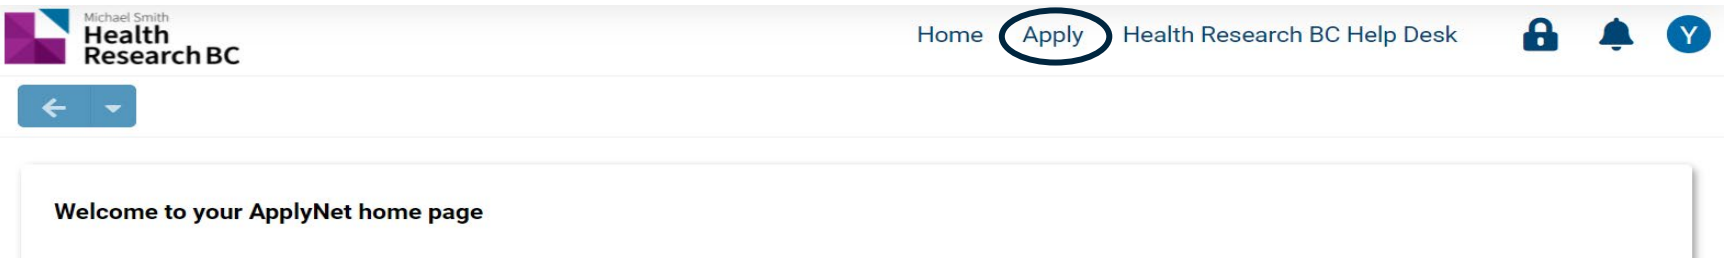 Michael Smith
Health
Research BC
Home Apply Health Research BC Help Desk Y
Welcome to your ApplyNet home page